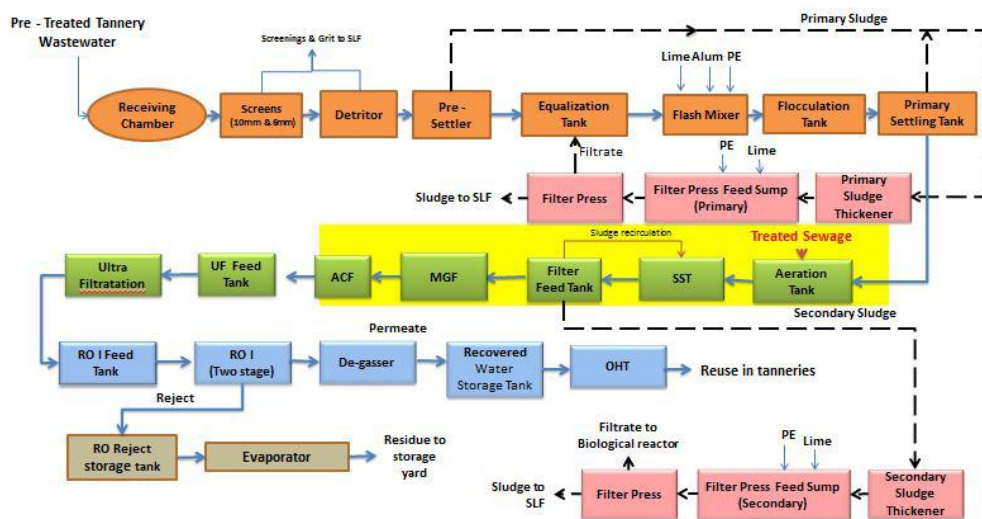 Pre - Treated Tannery
Wastewater
Screenings & Grit to SLF
Primary Sludge
Lime Alum PE
Receiving
Chamber
Screens
(10mm & 6mm)
Detritor
Pre -
Settler
Equalization
Tank
Flash Mixer
Flocculation
Tank
Primary
Settling Tank
Filtrate
PE
Lime
Sludge to SLF
Filter Press
Filter Press Feed Sump
(Primary)
Primary
Sludge
Thickener
Sludge recirculation
Treated Sewage
Ultra
Filtratation
UF Feed
Tank
ACF
MGF
Filter
Feed Tank
SST
Aeration
Tank
Secondary Sludge
Permeate
RO I Feed
Tank
RO I
(Two stage)
De-gasser
Recovered
Water
Storage Tank
OHT
Reuse in tanneries
Reject
RO Reject
storage tank
Evaporator
Residue to
storage
yard
Filtrate to
Biological reactor
PE
Lime
Sludge to
SLF
Filter Press
Filter Press Feed Sump
(Secondary)
Secondary
Sludge
Thickener